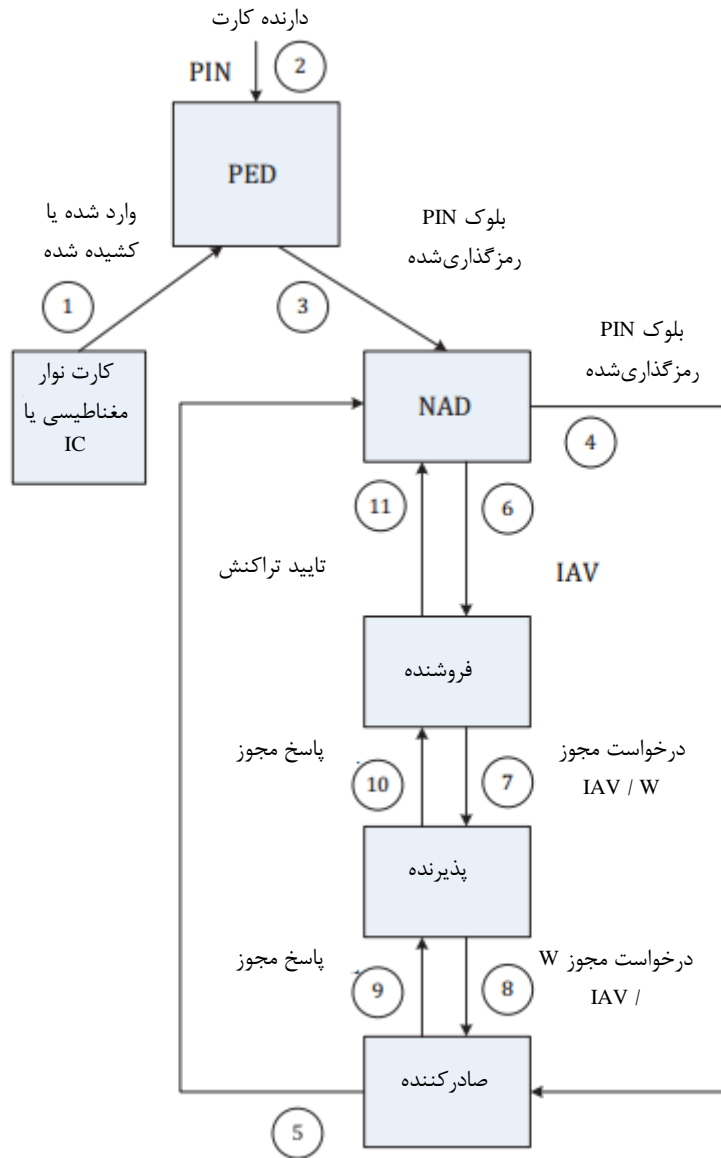 دارنده کارت
PIN
2
PED
وارد شده یا
کشیده شده
1
3
بلوک PIN
رمزگذاری‌شده
کارت نوار
مغناطیسی یا
IC
NAD
بلوک PIN
رمزگذاری‌شده
4
11
6
تایید تراکنش
IAV
فروشنده
پاسخ مجوز
10
7
درخواست مجوز
IAV / W
پذیرنده
پاسخ مجوز
9
8
درخواست مجوز W
IAV /
صادرکننده
5